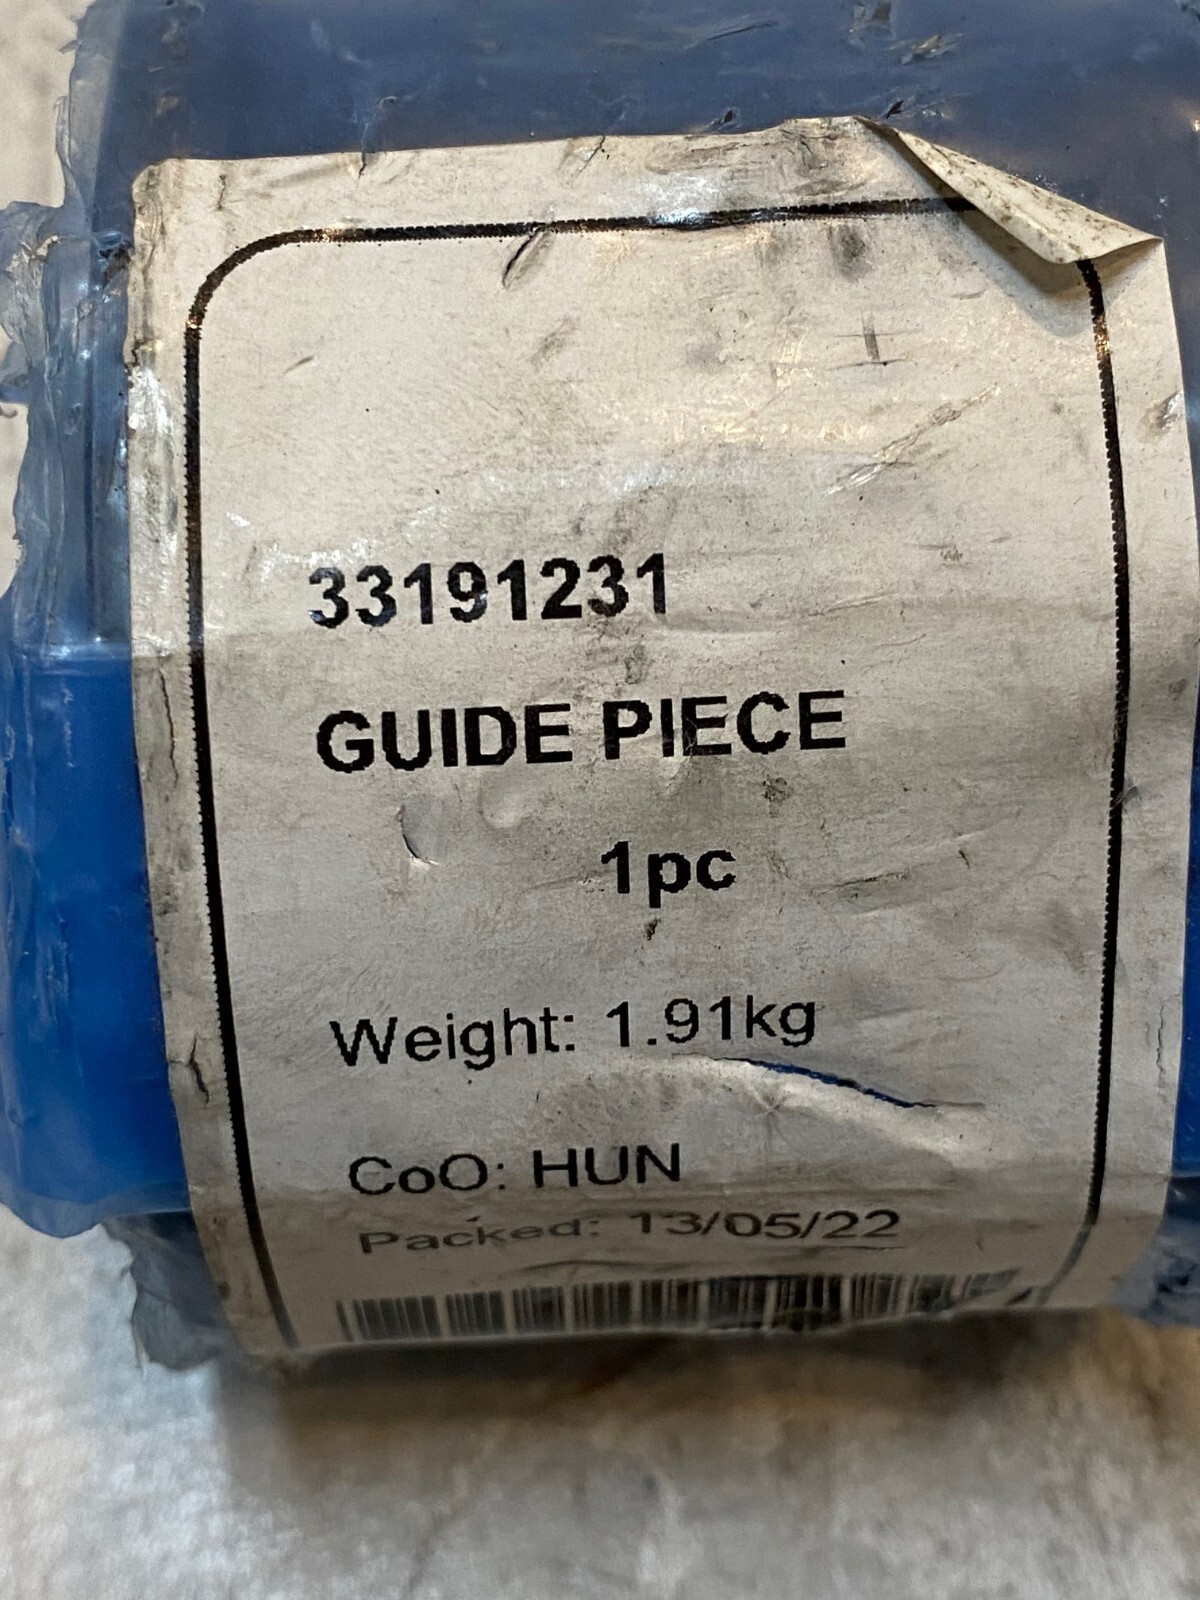 33191231
GUIDE PIECE
1pc
Weight: 1.91kg
CoO: HUN
Packed: 13/05/22